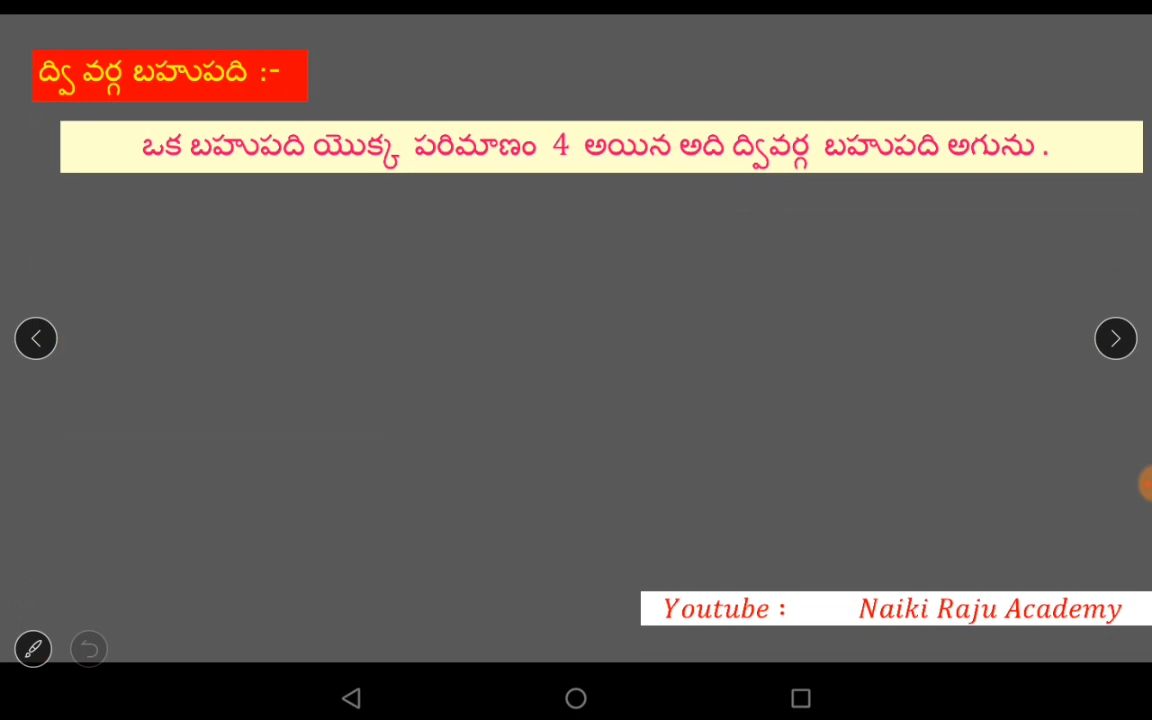 ద్వి వర్గ బహుపది :-
ఒక బహుపది యొక్క పరిమాణం 4 అయిన అది ద్వివర్గ బహుపది అగును .
Youtube : Naiki Raju Academy